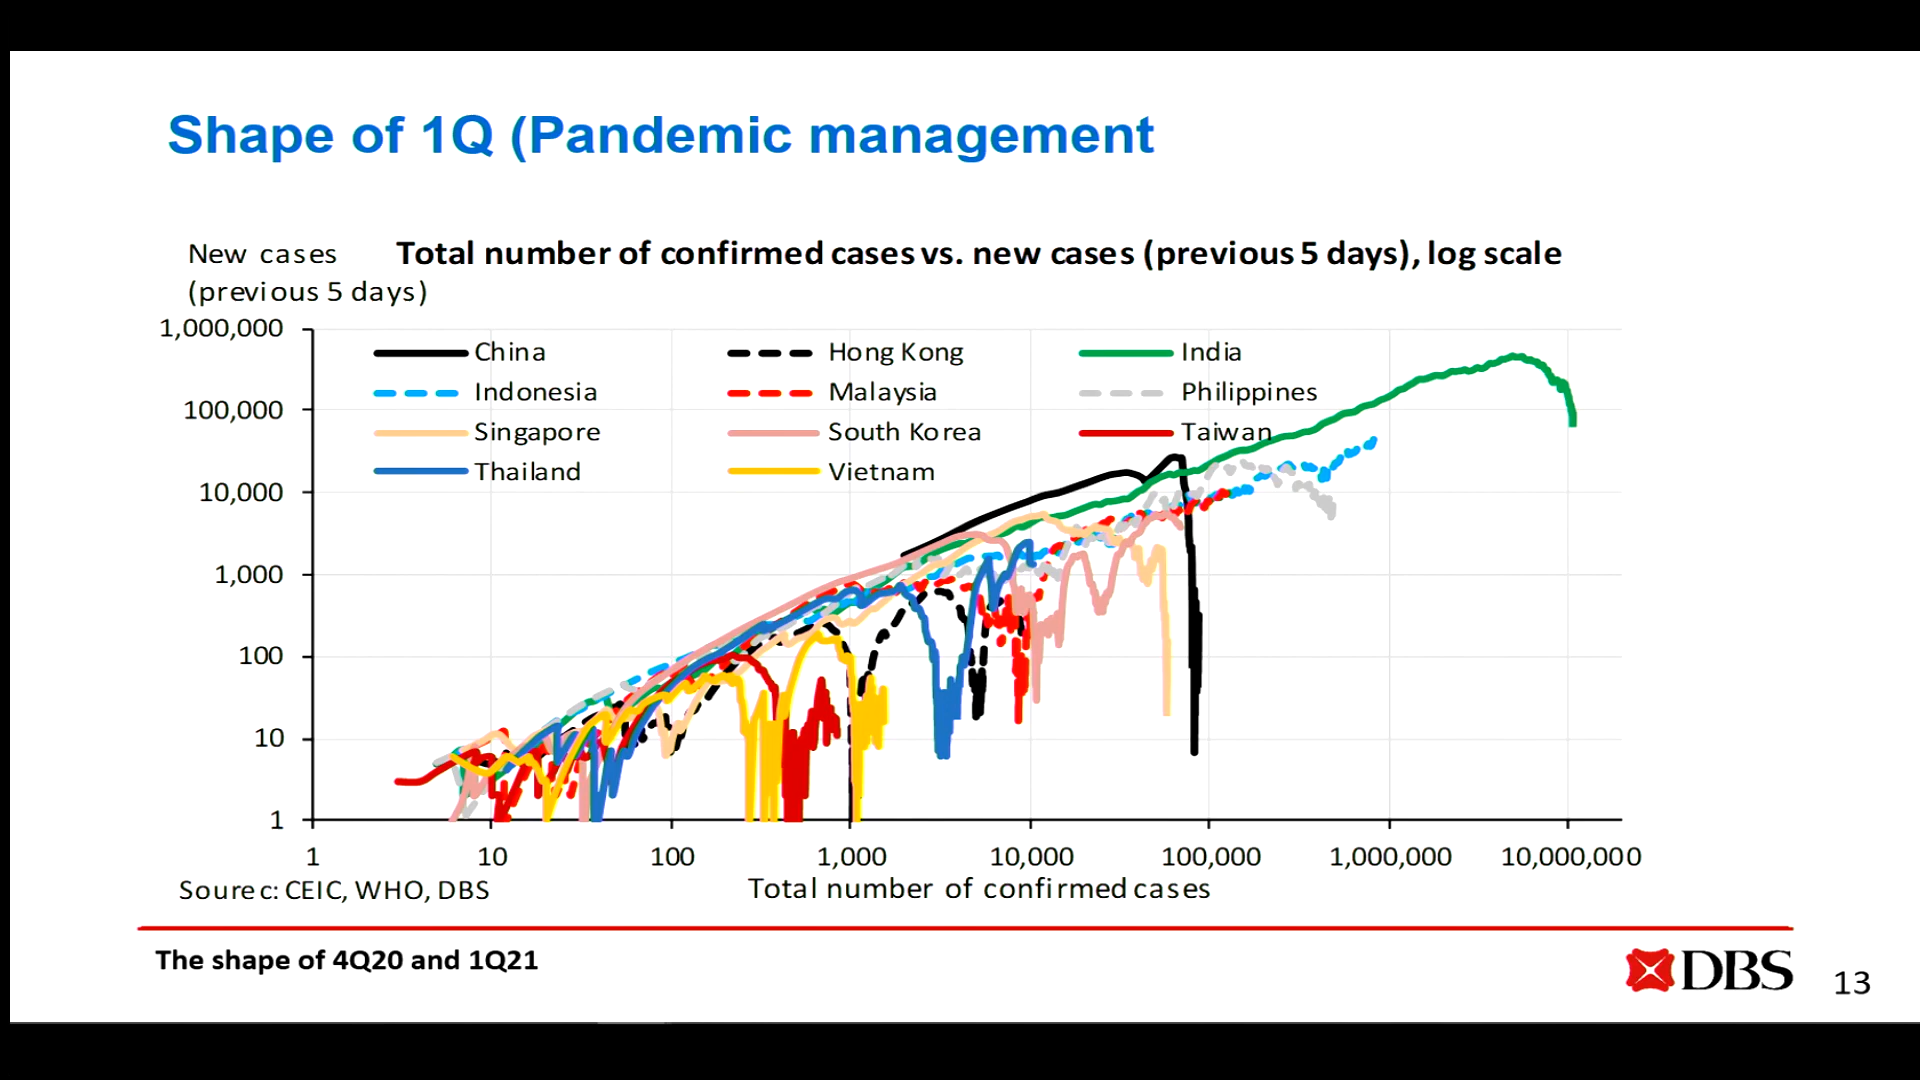 Shape of 1Q (Pandemic management
New cases
(previous 5 days)
Total number of confirmed cases vs. new cases (previous 5 days), log scale
1,000,000
100,000
10,000
1,000
100
10
1
China
Hong Kong
India
Indonesia
Malaysia
Philippines
Singapore
South Korea
Taiwan
Thailand
Vietnam
1 10 100 1,000 10,000 100,000 1,000,000 10,000,000
Sourec: CEIC, WHO, DBS
Total number of confirmed cases
The shape of 4Q20 and 1Q21
DBS
13